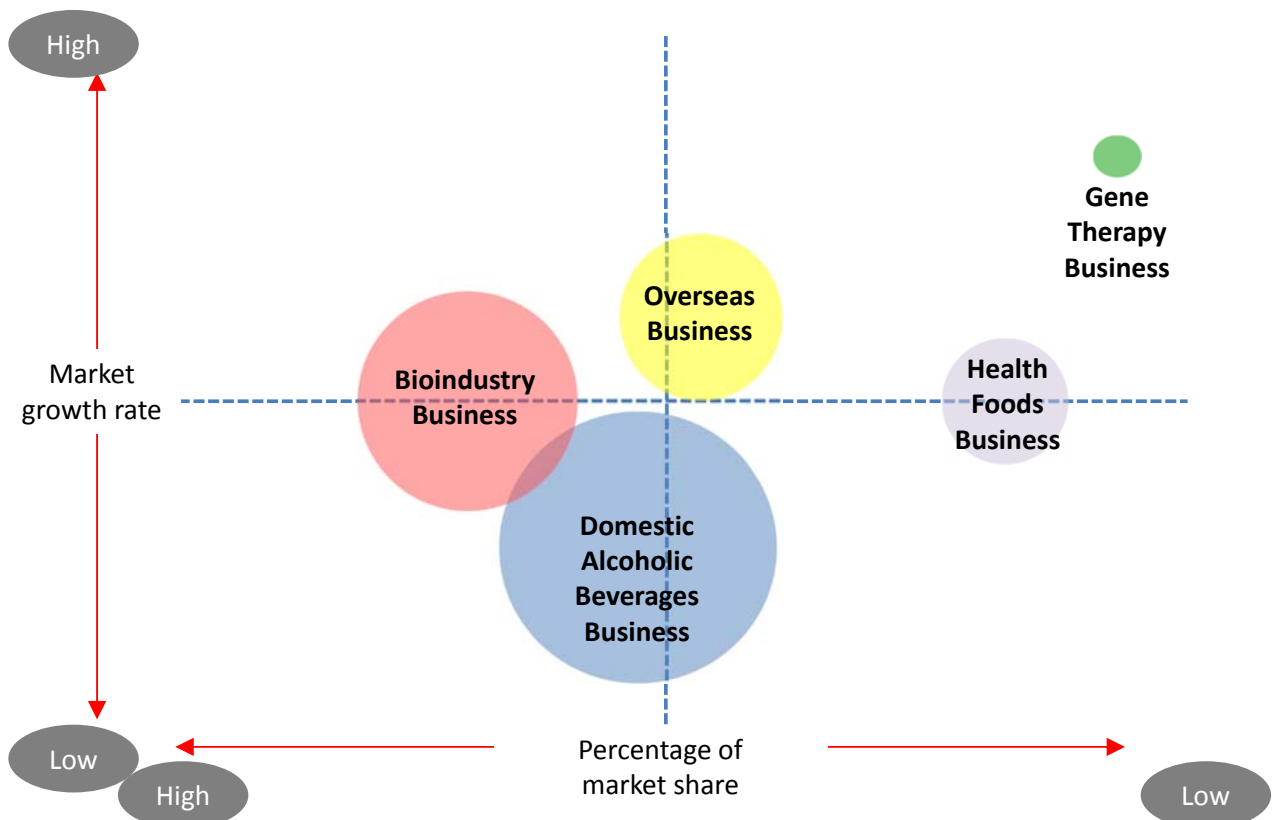 High
Gene
Therapy
Business
Overseas
Business
Bioindustry
Business
Health
Foods
Business
Market
growth rate
Domestic
Alcoholic
Beverages
Business
Low
High
Percentage of
market share
Low